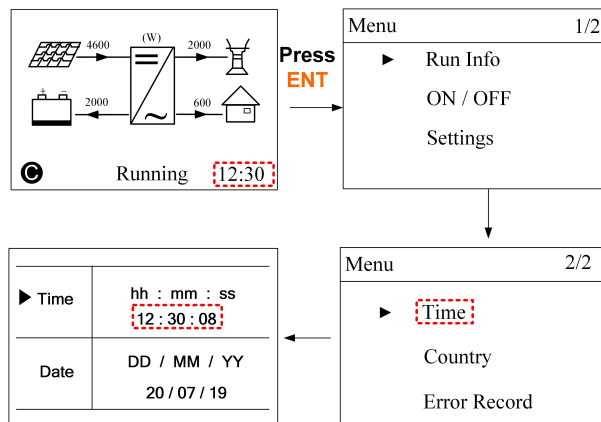 (W)
4600
2000
+ −
2000
600
C
Running
12:30
Press
ENT
Menu
1/2
Run Info
ON / OFF
Settings
Menu
2/2
Time
Country
Error Record
Time
hh : mm : ss
12 : 30 : 08
Date
DD / MM / YY
20 / 07 / 19